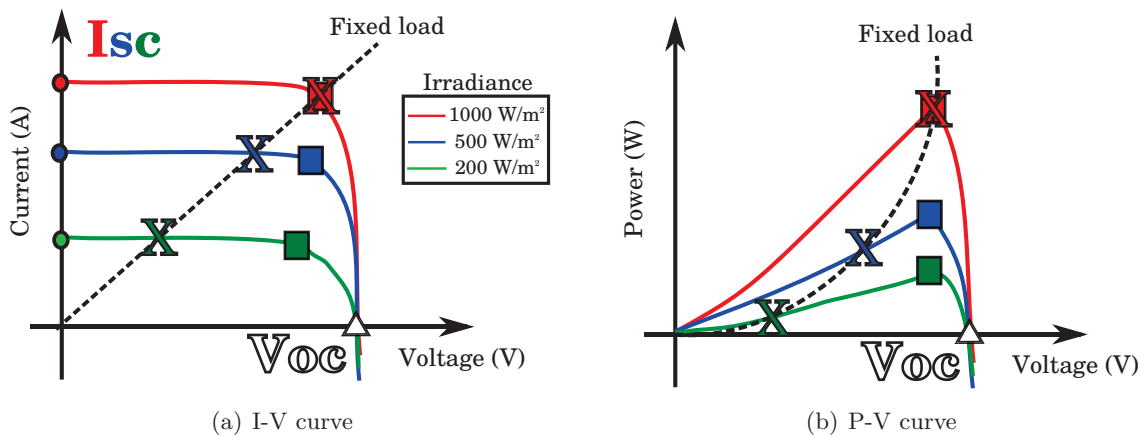 Isc
Fixed load
Irradiance
1000 W/m²
500 W/m²
200 W/m²
Current (A)
X
X
X
Voc
Voltage (V)
(a) I-V curve
Fixed load
Power (W)
X
X
X
Voc
Voltage (V)
(b) P-V curve